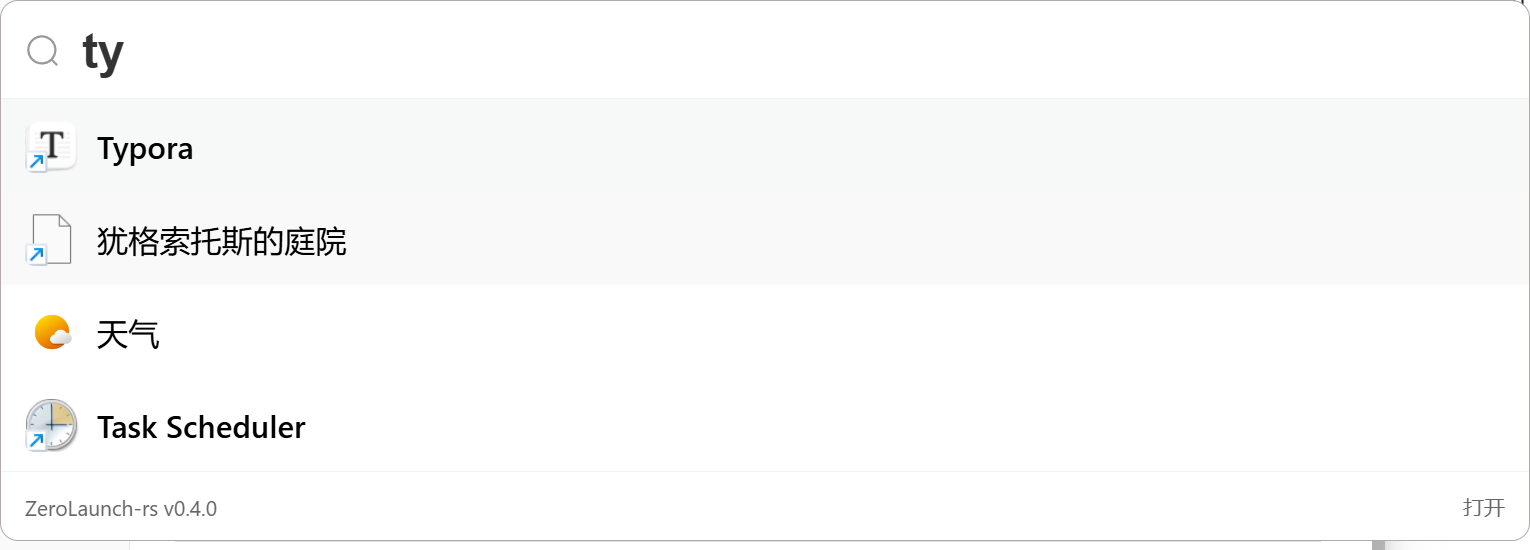 ty
Typora
犹格索托斯的庭院
天气
Task Scheduler
ZeroLaunch-rs v0.4.0
打开